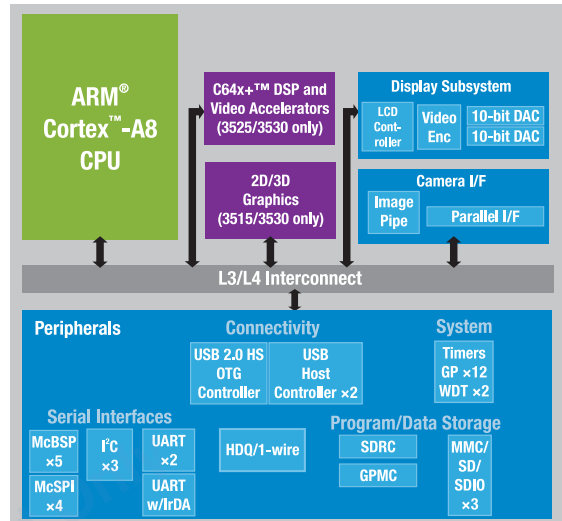 ARM®
Cortex™-A8
CPU
C64x+™ DSP and
Video Accelerators
(3525/3530 only)
2D/3D
Graphics
(3515/3530 only)
Display Subsystem
LCD
Cont-
roller
Video
Enc
10-bit DAC
10-bit DAC
Camera I/F
Image
Pipe
Parallel I/F
L3/L4 Interconnect
Peripherals
Connectivity
USB 2.0 HS
OTG
Controller
USB
Host
Controller ×2
System
Timers
GP ×12
WDT ×2
Serial Interfaces
McBSP
×5
I²C
×3
UART
×2
McSPI
×4
UART
w/IrDA
HDQ/1-wire
Program/Data Storage
SDRC
GPMC
MMC/
SD/
SDIO
×3